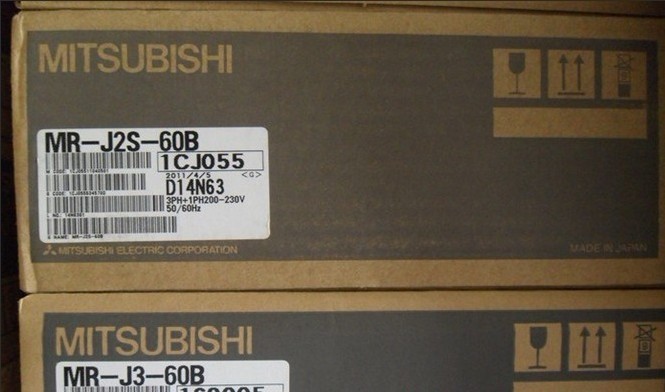 MITSUBISHI
MR-J2S-60B
1CJ055
2011/4/5 <G>
D14N63
3PH+1PH200-230V
50/60Hz
MITSUBISHI ELECTRIC CORPORATION
MADE IN JAPAN
MITSUBISHI
MR-J3-60B